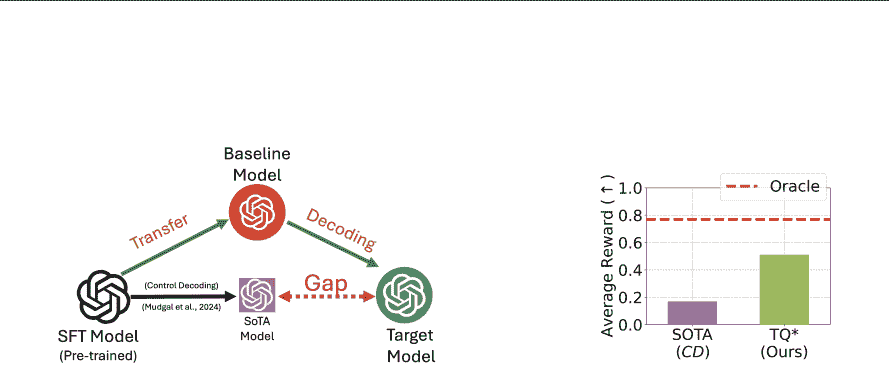 Baseline
Model
Transfer
Decoding
(Control Decoding)
(Mudgal et al., 2024)
Gap
SFT Model
(Pre-trained)
SoTA
Model
Target
Model
Average Reward (↑)
1.0
0.8
0.6
0.4
0.2
0.0
Oracle
SOTA
(CD)
TQ*
(Ours)